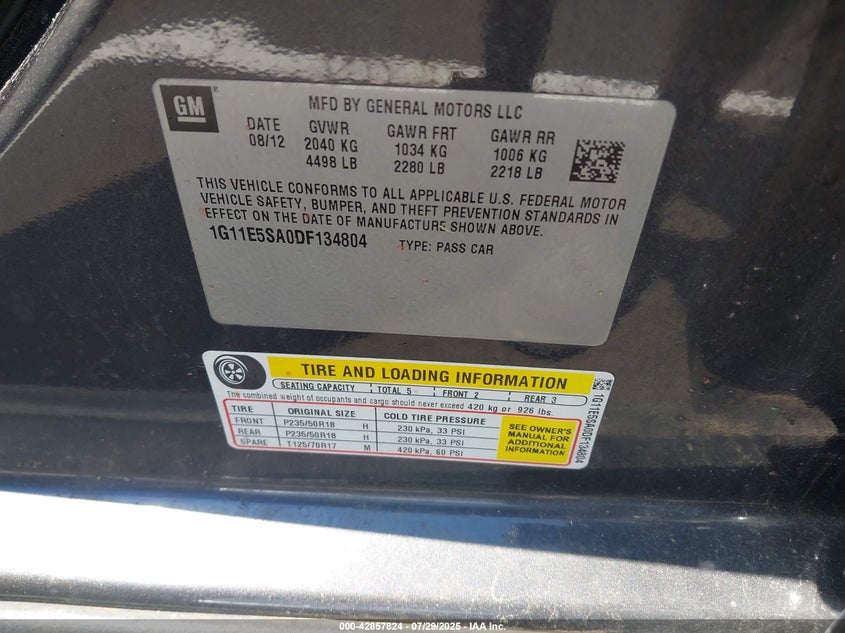 GM
MFD BY GENERAL MOTORS LLC
DATE GVWR GAWR FRT GAWR RR
08/12 2040 KG 1034 KG 1006 KG
4498 LB 2280 LB 2218 LB
THIS VEHICLE CONFORMS TO ALL APPLICABLE U.S. FEDERAL MOTOR
VEHICLE SAFETY, BUMPER, AND THEFT PREVENTION STANDARDS IN
EFFECT ON THE DATE OF MANUFACTURE SHOWN ABOVE.
1G11E5SA0DF134804 TYPE: PASS CAR
TIRE AND LOADING INFORMATION
SEATING CAPACITY TOTAL 5 FRONT 2 REAR 3
The combined weight of occupants and cargo should never exceed 420 kg or 926 lbs.
TIRE ORIGINAL SIZE COLD TIRE PRESSURE
FRONT P235/50R18 H 230 kPa, 33 PSI
REAR P235/50R18 H 230 kPa, 33 PSI
SPARE T125/70R17 M 420 kPa, 60 PSI
SEE OWNER'S
MANUAL FOR
ADDITIONAL
INFORMATION
1G11E5SA0DF134804
000-42857824 - 07/29/2025 - IAA Inc.